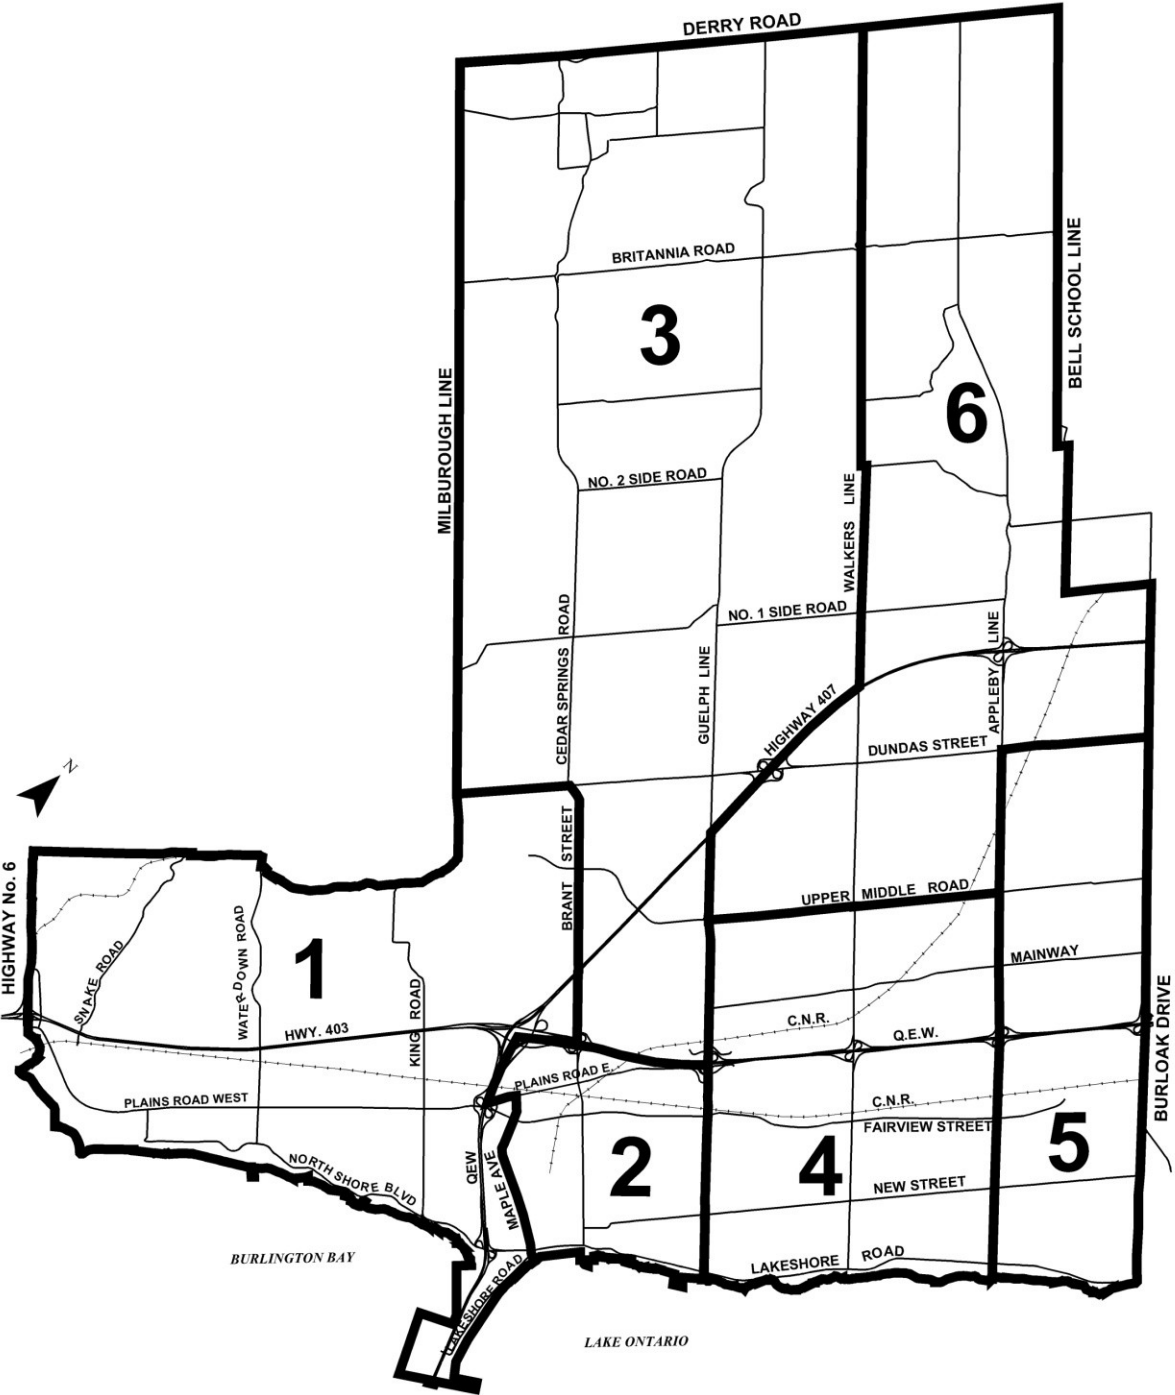 DERRY ROAD
BRITANNIA ROAD
BELL SCHOOL LINE
3
MILBOROUGH LINE
6
NO. 2 SIDE ROAD
WALKERS LINE
CEDAR SPRINGS ROAD
NO. 1 SIDE ROAD
GUELPH LINE
APPLEBY LINE
HIGHWAY 407
DUNDAS STREET
N
BRANT STREET
HIGHWAY No. 6
UPPER MIDDLE ROAD
SNAKE ROAD
WATERDOWN ROAD
1
KING ROAD
MAINWAY
BURLOAK DRIVE
HWY. 403
C.N.R.
Q.E.W.
PLAINS ROAD E.
PLAINS ROAD WEST
C.N.R.
FAIRVIEW STREET
2
4
5
QEW
MAPLE AVE
NORTH SHORE BLVD
NEW STREET
BURLINGTON BAY
LAKESHORE ROAD
LAKESHORE ROAD
LAKE ONTARIO